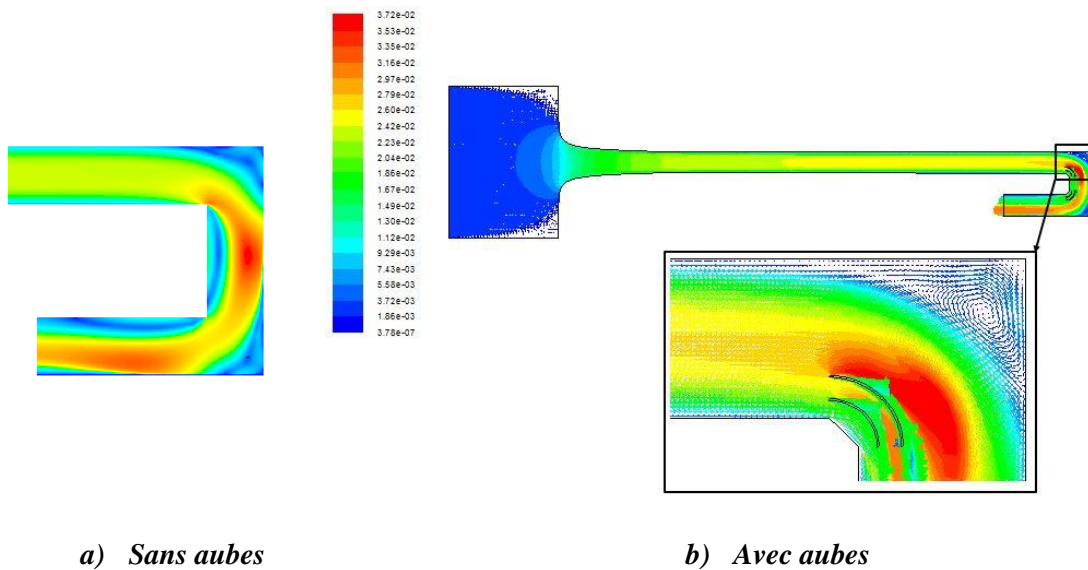 3.72e-02
3.53e-02
3.35e-02
3.16e-02
2.97e-02
2.79e-02
2.60e-02
2.42e-02
2.23e-02
2.04e-02
1.86e-02
1.67e-02
1.49e-02
1.30e-02
1.12e-02
9.29e-03
7.43e-03
5.58e-03
3.72e-03
1.86e-03
3.78e-07
a) Sans aubes
b) Avec aubes